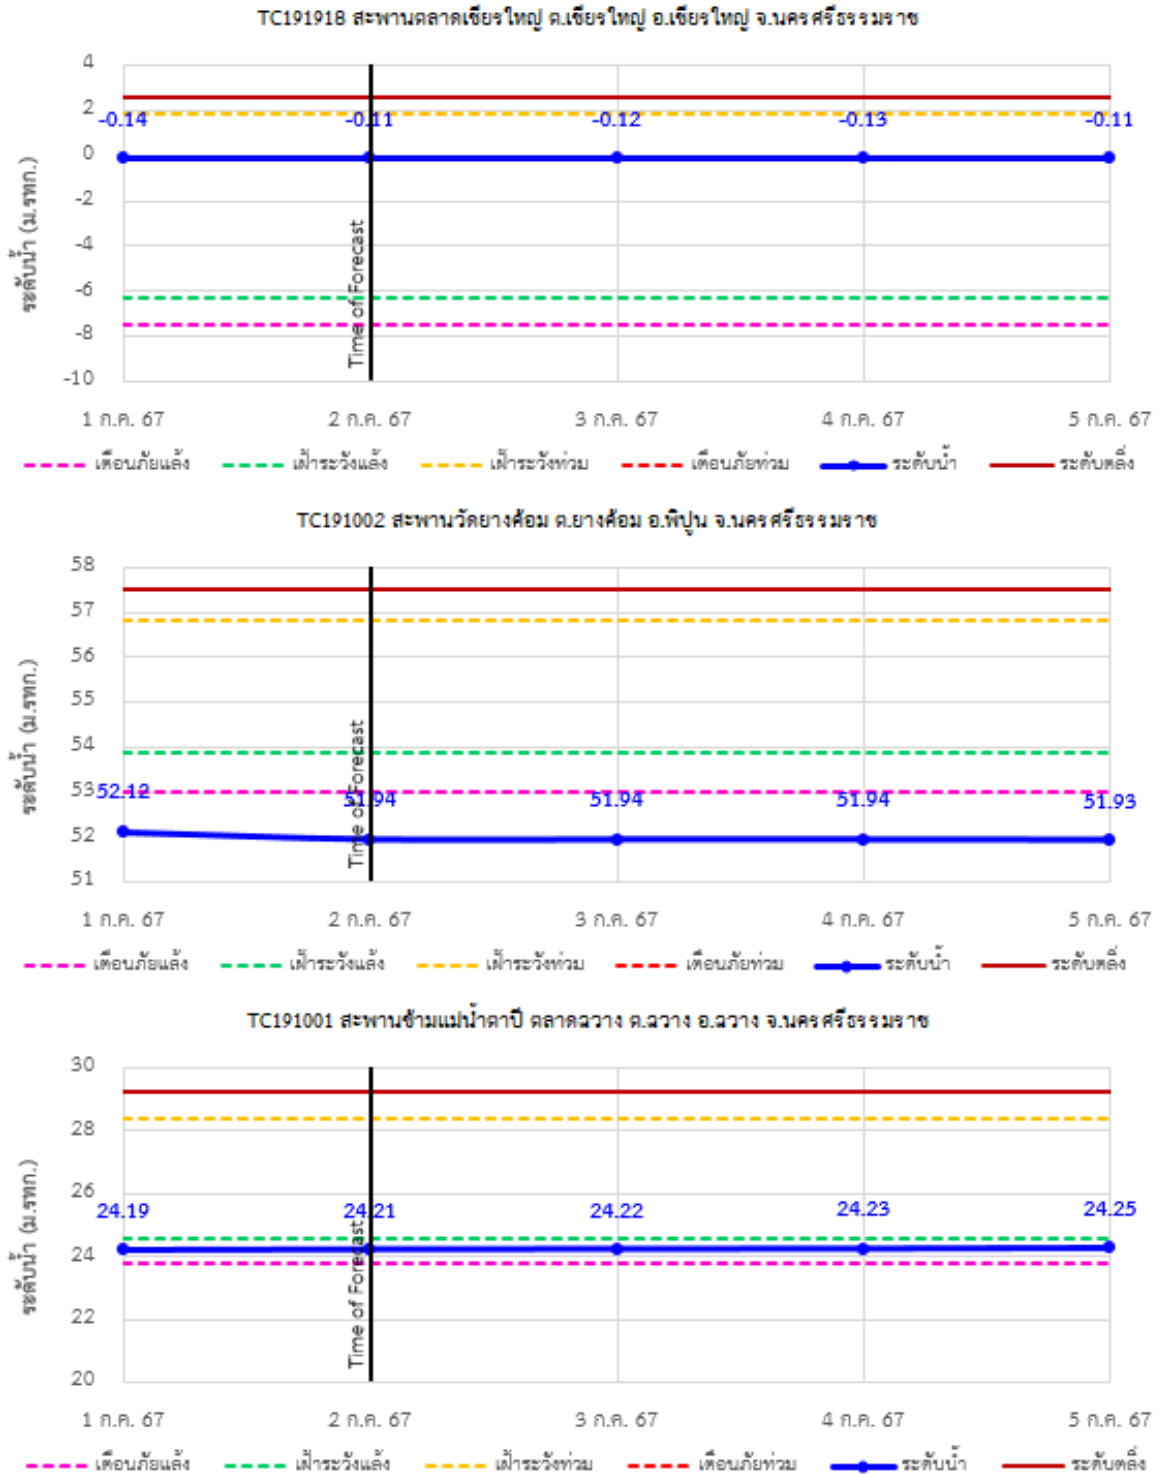 TC191918 สะพานตลาดเชียรใหญ่ ต.เชียรใหญ่ อ.เชียรใหญ่ จ.นครศรีธรรมราช
4
2
0
-2
-4
-6
-8
-10
ระดับน้ำ (ม.รทก.)
-0.14 -0.11 -0.12 -0.13 -0.11
Time of Forecast
1 ก.ค. 67 2 ก.ค. 67 3 ก.ค. 67 4 ก.ค. 67 5 ก.ค. 67
เตือนภัยแล้ง เฝ้าระวังแล้ง เฝ้าระวังท่วม เตือนภัยท่วม ระดับน้ำ ระดับตลิ่ง
TC191002 สะพานวัดยางค้อม ต.ยางค้อม อ.พิปูน จ.นครศรีธรรมราช
58
57
56
55
54
53
52
51
ระดับน้ำ (ม.รทก.)
52.12 51.94 51.94 51.94 51.93
Time of Forecast
1 ก.ค. 67 2 ก.ค. 67 3 ก.ค. 67 4 ก.ค. 67 5 ก.ค. 67
เตือนภัยแล้ง เฝ้าระวังแล้ง เฝ้าระวังท่วม เตือนภัยท่วม ระดับน้ำ ระดับตลิ่ง
TC191001 สะพานข้ามแม่น้ำตาปี ตลาดฉวาง ต.ฉวาง อ.ฉวาง จ.นครศรีธรรมราช
30
28
26
24
22
20
ระดับน้ำ (ม.รทก.)
24.19 24.21 24.22 24.23 24.25
Time of Forecast
1 ก.ค. 67 2 ก.ค. 67 3 ก.ค. 67 4 ก.ค. 67 5 ก.ค. 67
เตือนภัยแล้ง เฝ้าระวังแล้ง เฝ้าระวังท่วม เตือนภัยท่วม ระดับน้ำ ระดับตลิ่ง